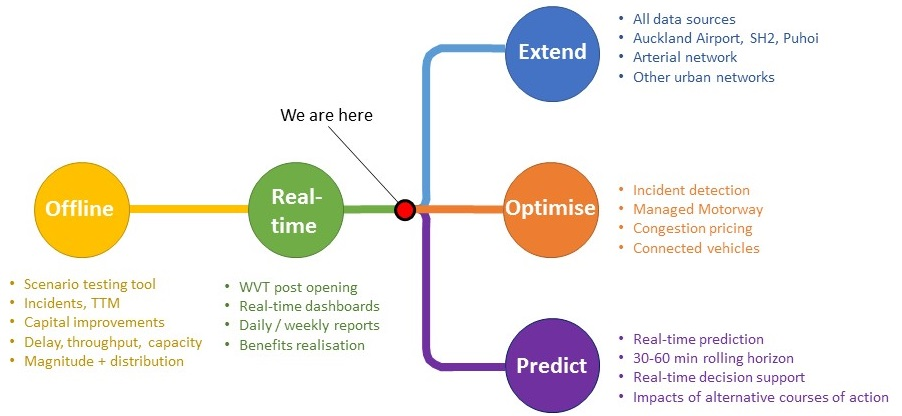 We are here
Offline
• Scenario testing tool
• Incidents, TTM
• Capital improvements
• Delay, throughput, capacity
• Magnitude + distribution
Real-
time
• WVT post opening
• Real-time dashboards
• Daily / weekly reports
• Benefits realisation
Extend
• All data sources
• Auckland Airport, SH2, Puhoi
• Arterial network
• Other urban networks
Optimise
• Incident detection
• Managed Motorway
• Congestion pricing
• Connected vehicles
Predict
• Real-time prediction
• 30-60 min rolling horizon
• Real-time decision support
• Impacts of alternative courses of action